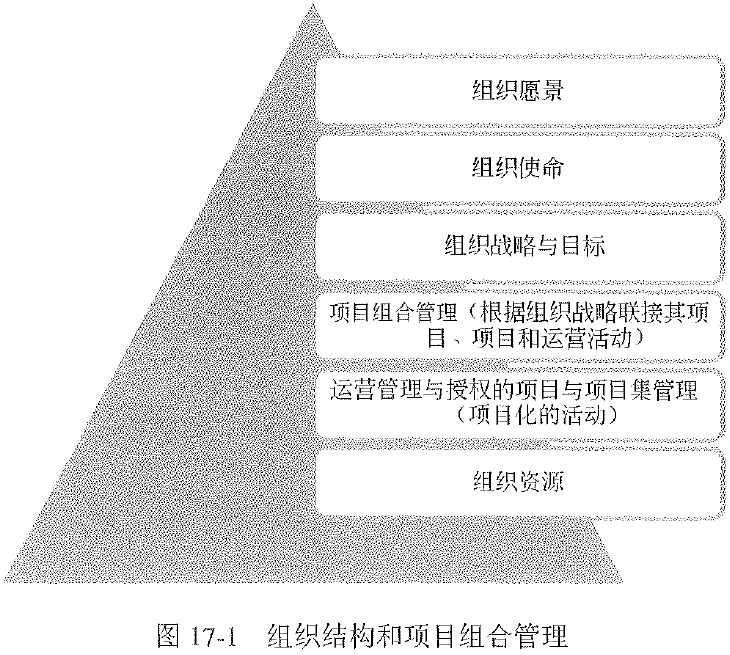 组织愿景
组织使命
组织战略与目标
项目组合管理（根据组织战略联接其项
目、项目和运营活动）
运营管理与授权的项目与项目集管理
（项目化的活动）
组织资源
图 17-1 组织结构和项目组合管理